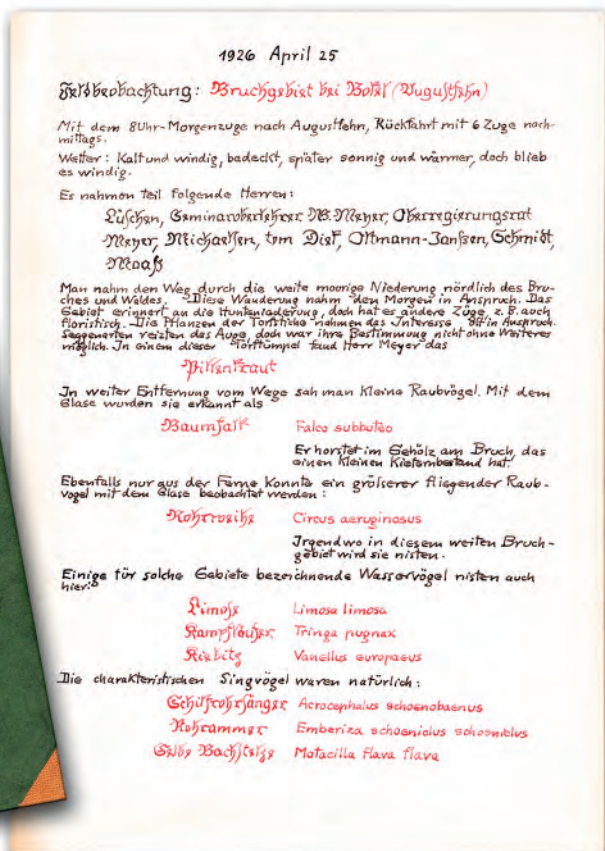 1926 April 25
Feldbeobachtung: Bruchgebiet bei Bokel (Augustfehn)
Mit dem 8Uhr-Morgenzuge nach Augustfehn, Rückfahrt mit 6 Zuge nach-
mittags.
Wetter: Kalt und windig, bedeckt, später sonnig und wärmer, doch blieb
es windig.
Es nahmen teil folgende Herren:
Lüschen, Seminaroberlehrer W. Meyer, Oberregierungsrat
Meyer, Michaelsen, tom Diek, Oltmann-Janssen, Schmidt,
Maaß
Man nahm den Weg durch die weite moorige Niederung nördlich des Bru-
ches und Waldes. Diese Wanderung nahm den Morgen in Anspruch. Das
Gebiet erinnert an die Hunteniederung, doch hat es andere Züge, z. B. auch
floristisch. Die Pflanzen der Torfstiche nahmen das Interesse oft in Anspruch.
Seggenarten reizten das Auge, doch war ihre Bestimmung nicht ohne Weiteres
möglich. In einem dieser Torftümpel fand Herr Meyer das
Pillenkraut
In weiter Entfernung vom Wege sah man kleine Raubvögel. Mit dem
Glase wurden sie erkannt als
Baumfalk Falco subbuteo
Er horstet im Gehölz am Bruch, das
einen kleinen Kiefernbestand hat.
Ebenfalls nur aus der Ferne konnte ein grösserer fliegender Raub-
vogel mit dem Glase beobachtet werden:
Rohrweihe Circus aeruginosus
Irgendwo in diesem weiten Bruch-
gebiet wird sie nisten.
Einige für solche Gebiete bezeichnende Wasservögel nisten auch
hier:
Limose Limosa limosa
Kampfläufer Tringa pugnax
Kiebitz Vanellus europaeus
Die charakteristischen Singvögel waren natürlich:
Schilfrohrsänger Acrocephalus schoenobaenus
Rohrammer Emberiza schoeniclus schoeniclus
Gelbe Bachstelze Motacilla flava flava